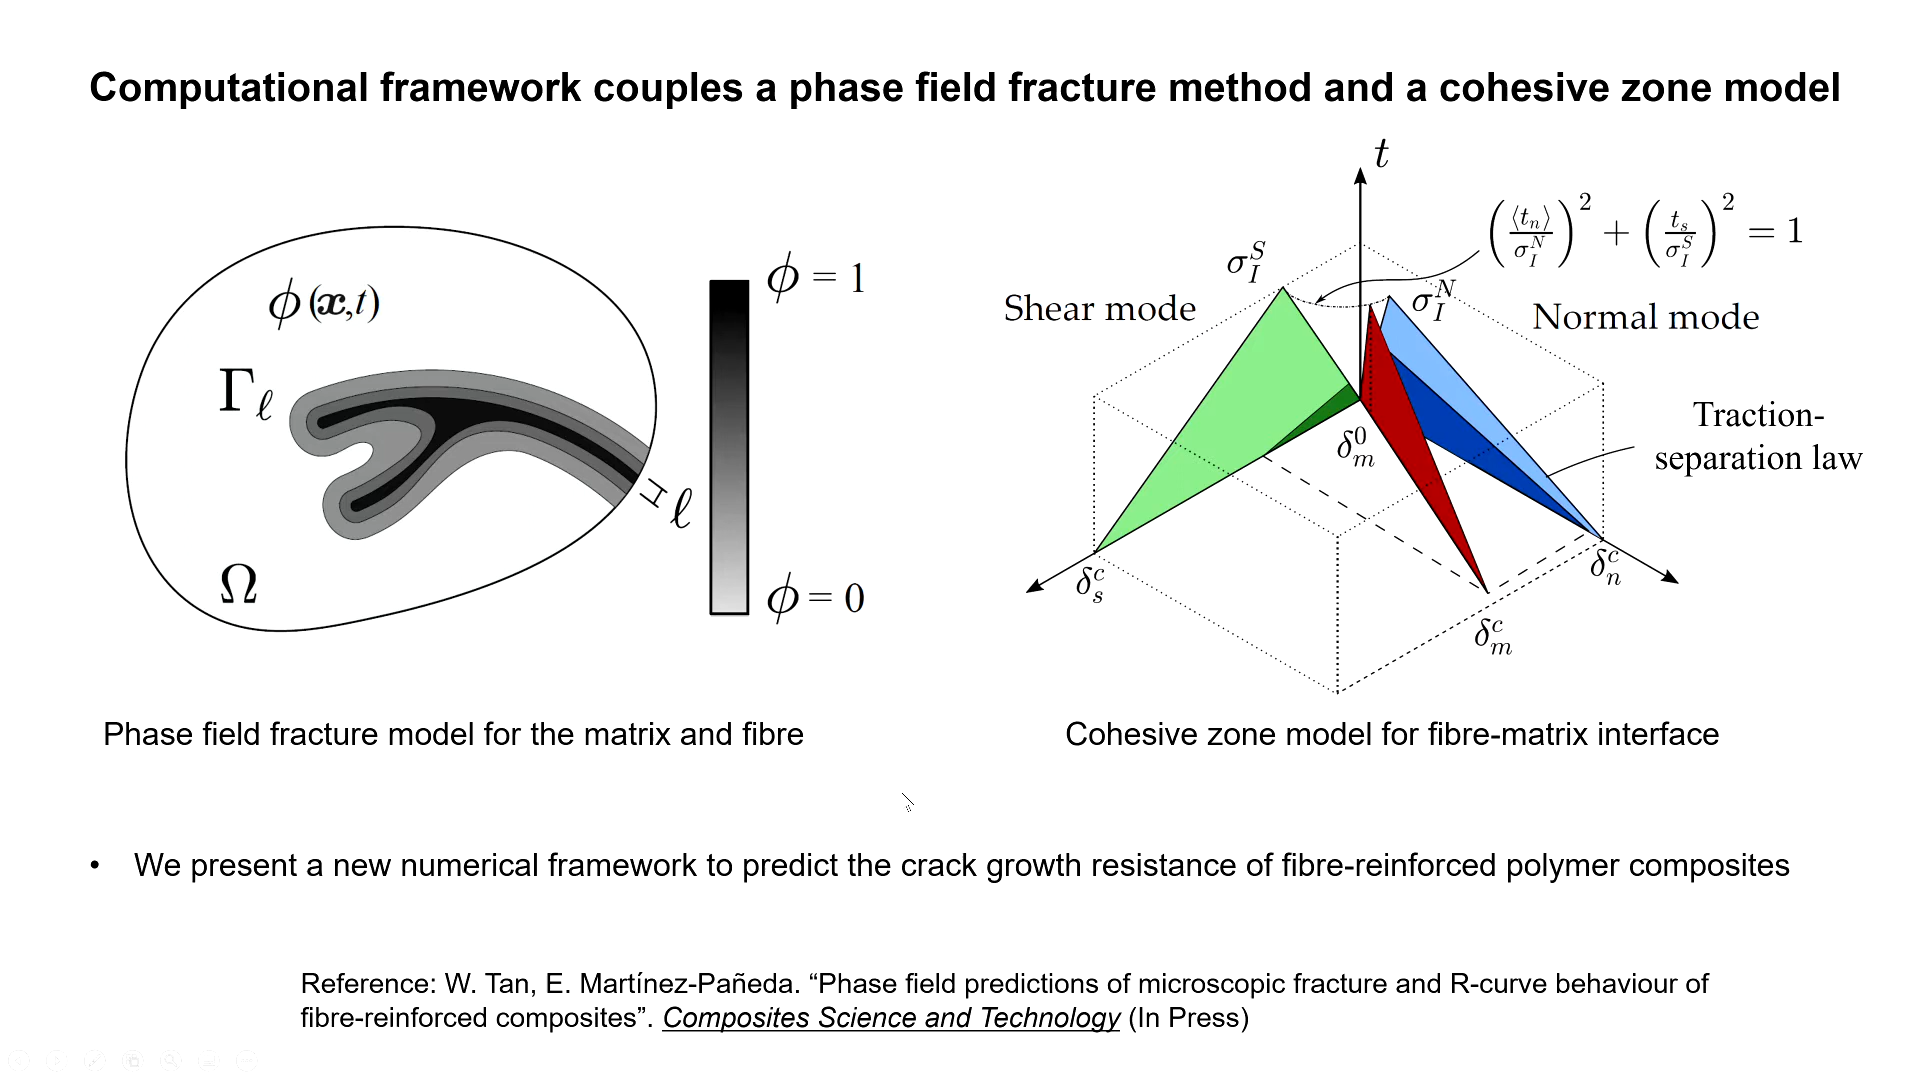 Computational framework couples a phase field fracture method and a cohesive zone model
ϕ(x,t)
Γℓ
Ω
ℓ
ϕ = 1
ϕ = 0
t
(⟨tₙ⟩/σ_I^N)² + (t_s/σ_I^S)² = 1
σ_I^S
σ_I^N
Shear mode
Normal mode
Traction-
separation law
δ_m^0
δ_s^c
δ_n^c
δ_m^c
Phase field fracture model for the matrix and fibre
Cohesive zone model for fibre-matrix interface
• We present a new numerical framework to predict the crack growth resistance of fibre-reinforced polymer composites
Reference: W. Tan, E. Martínez-Pañeda. “Phase field predictions of microscopic fracture and R-curve behaviour of
fibre-reinforced composites”. Composites Science and Technology (In Press)